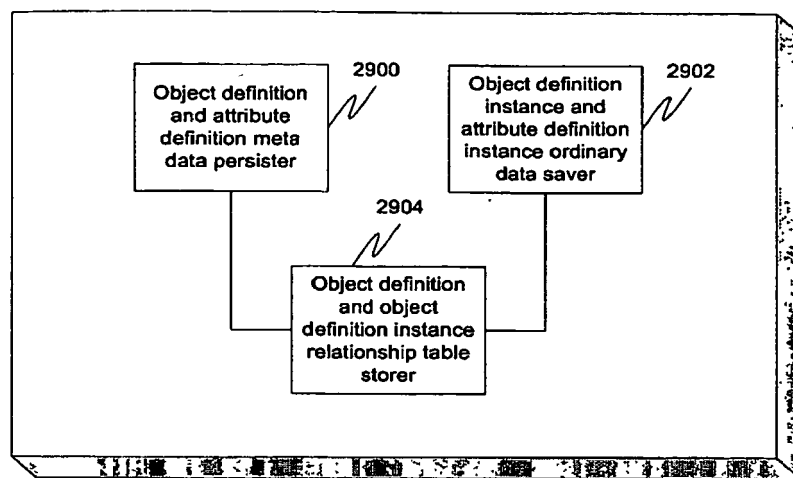 2900
Object definition
and attribute
definition meta
data persister
2902
Object definition
instance and
attribute definition
instance ordinary
data saver
2904
Object definition
and object
definition instance
relationship table
storer